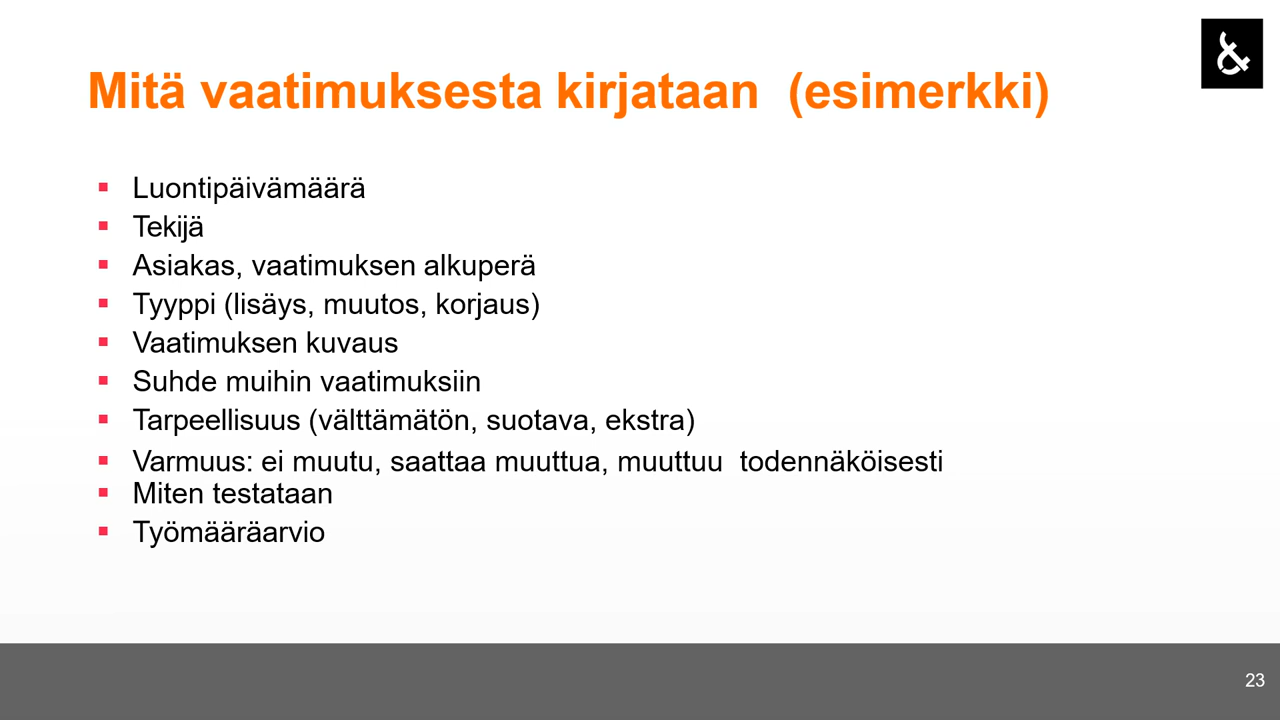 &
Mitä vaatimuksesta kirjataan  (esimerkki)
▪ Luontipäivämäärä
▪ Tekijä
▪ Asiakas, vaatimuksen alkuperä
▪ Tyyppi (lisäys, muutos, korjaus)
▪ Vaatimuksen kuvaus
▪ Suhde muihin vaatimuksiin
▪ Tarpeellisuus (välttämätön, suotava, ekstra)
▪ Varmuus: ei muutu, saattaa muuttua, muuttuu  todennäköisesti
▪ Miten testataan
▪ Työmääräarvio
23